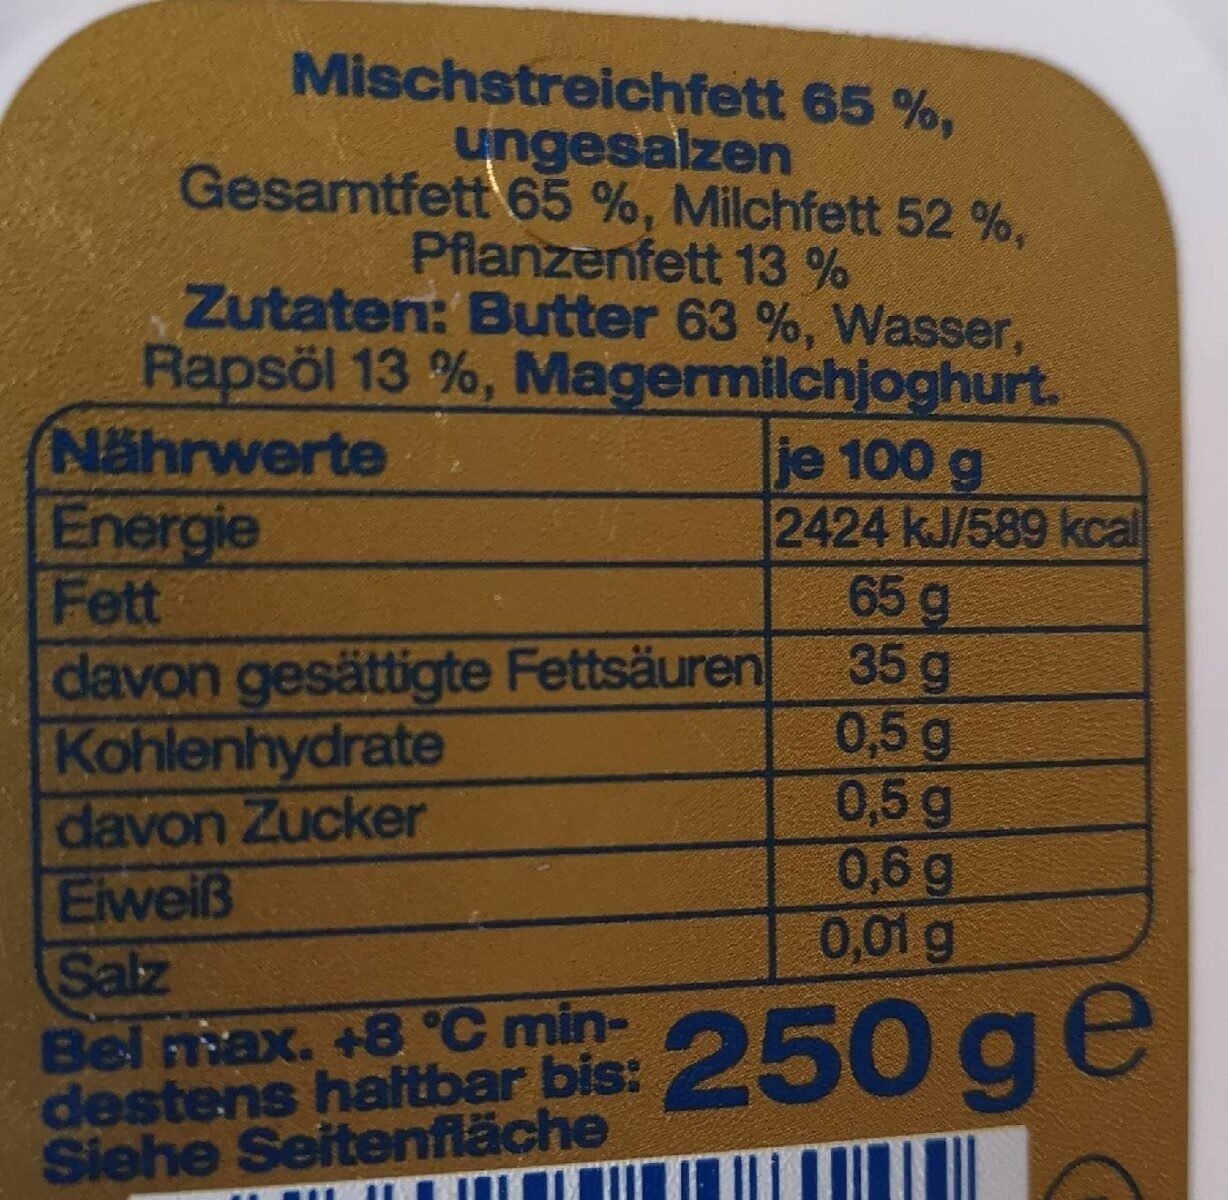 Mischstreichfett 65 %,
ungesalzen
Gesamtfett 65 %, Milchfett 52 %,
Pflanzenfett 13 %
Zutaten: Butter 63 %, Wasser,
Rapsöl 13 %, Magermilchjoghurt.
Nährwerte je 100 g
Energie 2424 kJ/589 kcal
Fett 65 g
davon gesättigte Fettsäuren 35 g
Kohlenhydrate 0,5 g
davon Zucker 0,5 g
Eiweiß 0,6 g
Salz 0,01 g
Bei max. +8 °C min-
destens haltbar bis:
Siehe Seitenfläche
250 g e